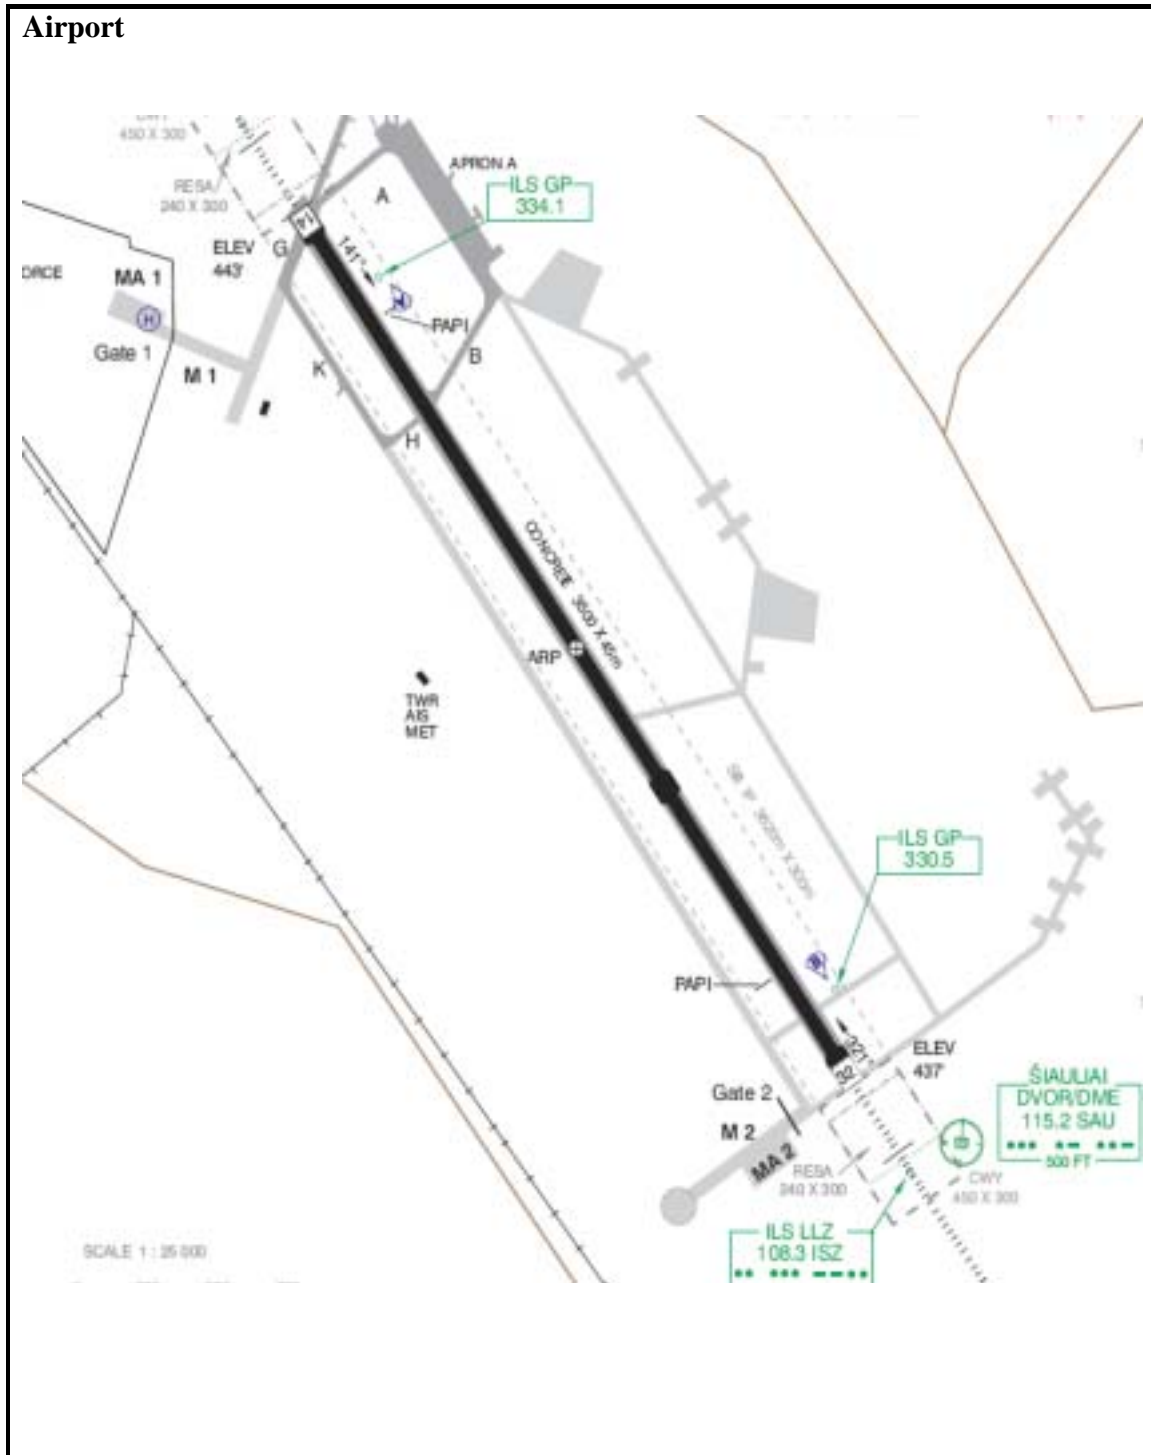 Airport
450 X 300
RESA
240 X 300
APRON A
ILS GP
334.1
A
G
ELEV
443'
141°
MA 1
H
Gate 1
M 1
PAPI
B
K
H
CONCRETE 3500 X 45m
ARP
TWR
AIS
MET
ILS GP
330.5
PAPI
321°
32
ELEV
437'
Gate 2
M 2
MA 2
RESA
240 X 300
ŠIAULIAI
DVOR/DME
115.2 SAU
500 FT
CWY
450 X 300
ILS LLZ
108.3 ISZ
SCALE 1 : 25 000